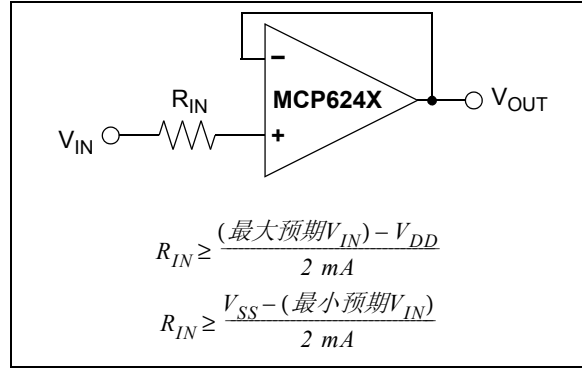 MCP624X
R_IN
V_OUT
V_IN
R_IN ≥ (最大预期V_IN) – V_DD / 2 mA
R_IN ≥ V_SS – (最小预期V_IN) / 2 mA